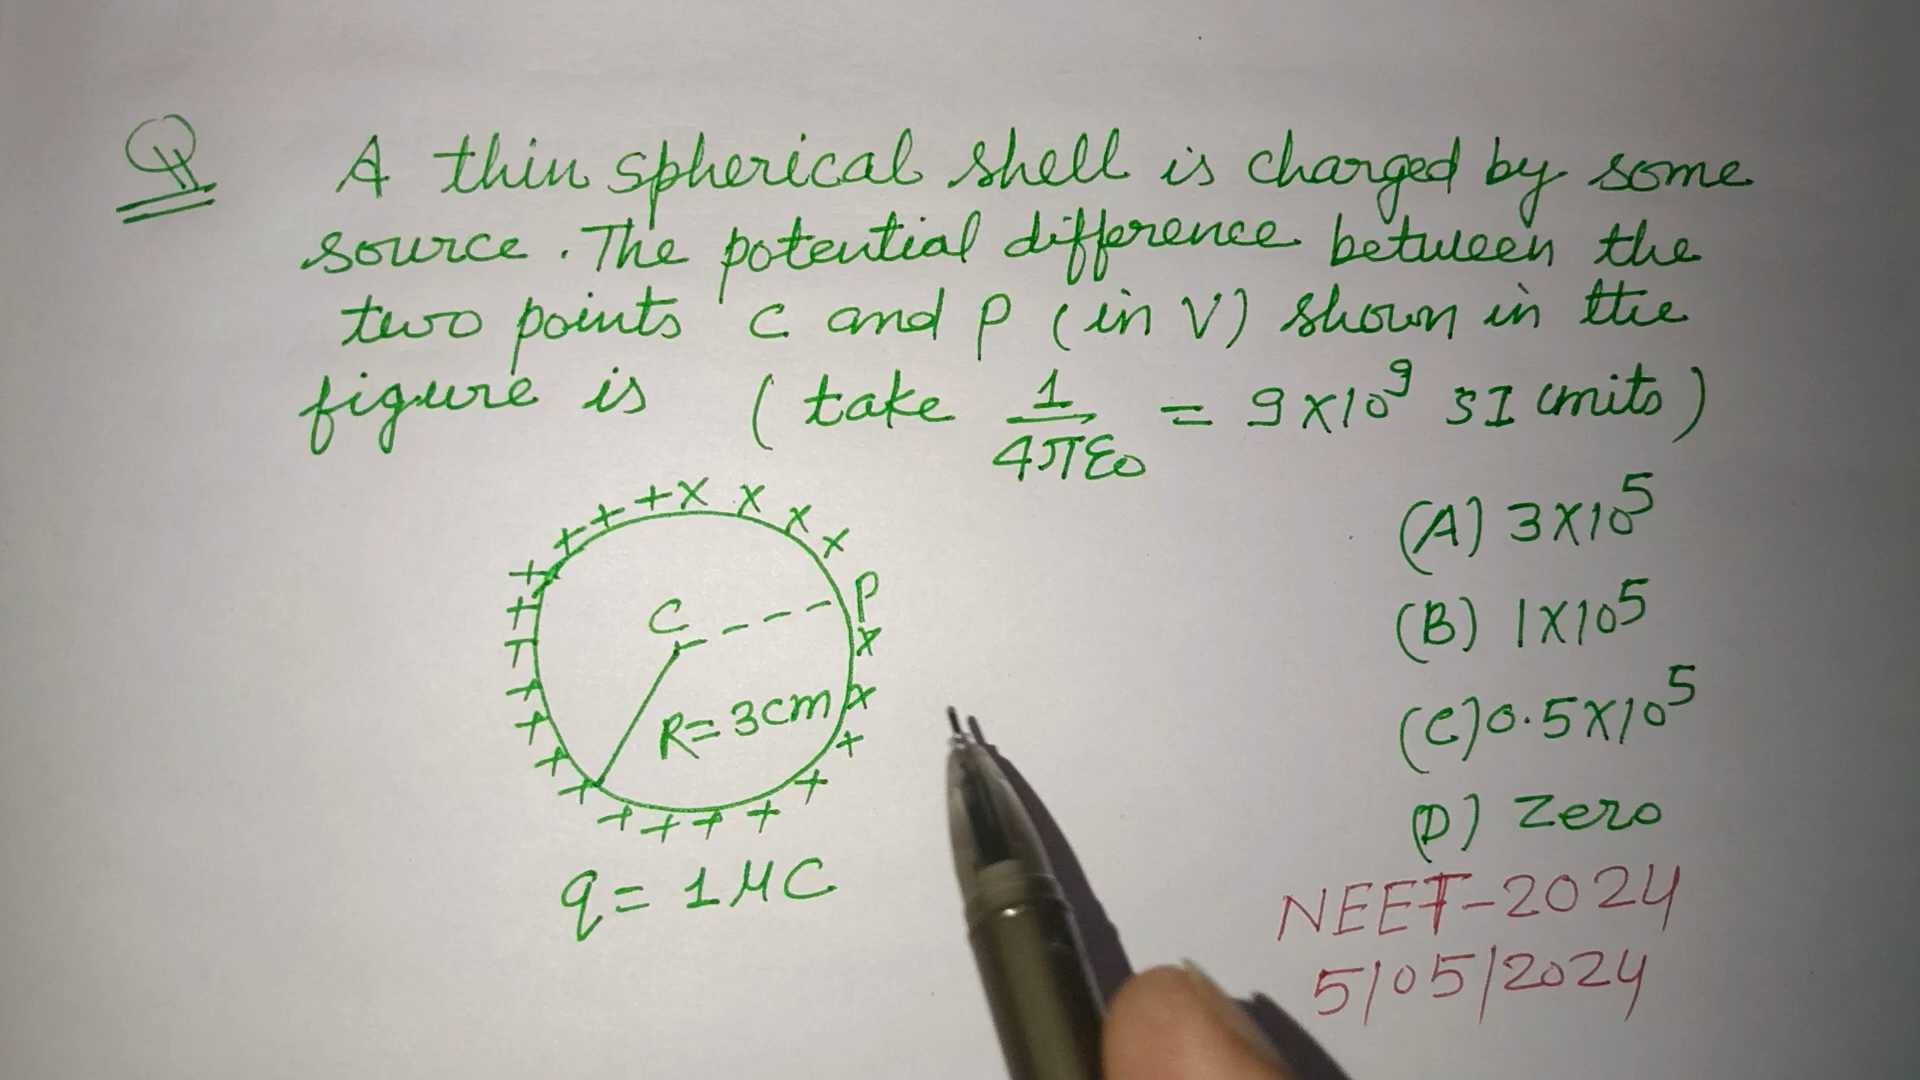 Q A thin spherical shell is charged by some
source. The potential difference between the
two points C and P (in V) shown in the
figure is (take 1/4πε0 = 9×10⁹ SI units)
(A) 3×10⁵
(B) 1×10⁵
(C) 0.5×10⁵
(D) Zero
C
P
R=3cm
q=1μC
NEET-2024
5/05/2024